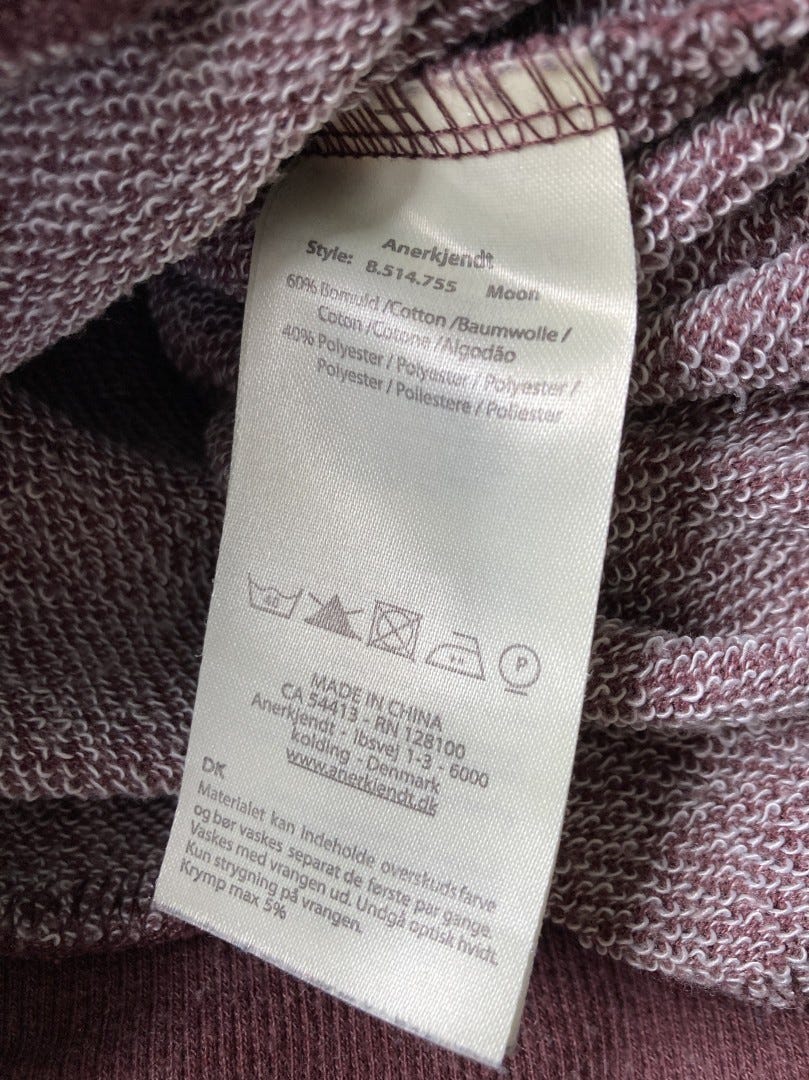 Anerkjendt
Style: 8.514.755 Moon
60% Bomuld /Cotton /Baumwolle /
Coton /Cotone /Algodão
40% Polyester / Polyester / Polyester /
Polyester / Poliestere / Poliester
40
P
MADE IN CHINA
CA 54413 - RN 128100
Anerkjendt - Ibsvej 1-3 - 6000
kolding - Denmark
www.anerkjendt.dk
DK
Materialet kan indeholde overskudsfarve
og bør vaskes separat de første par gange.
Vaskes med vrangen ud. Undgå optisk hvidt.
Kun strygning på vrangen.
Krymp max 5%